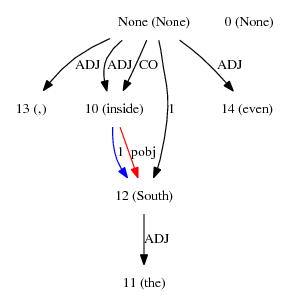 None (None) 0 (None)
ADJ ADJ CO 1 ADJ
13 (,) 10 (inside) 14 (even)
1 pobj
12 (South)
ADJ
11 (the)